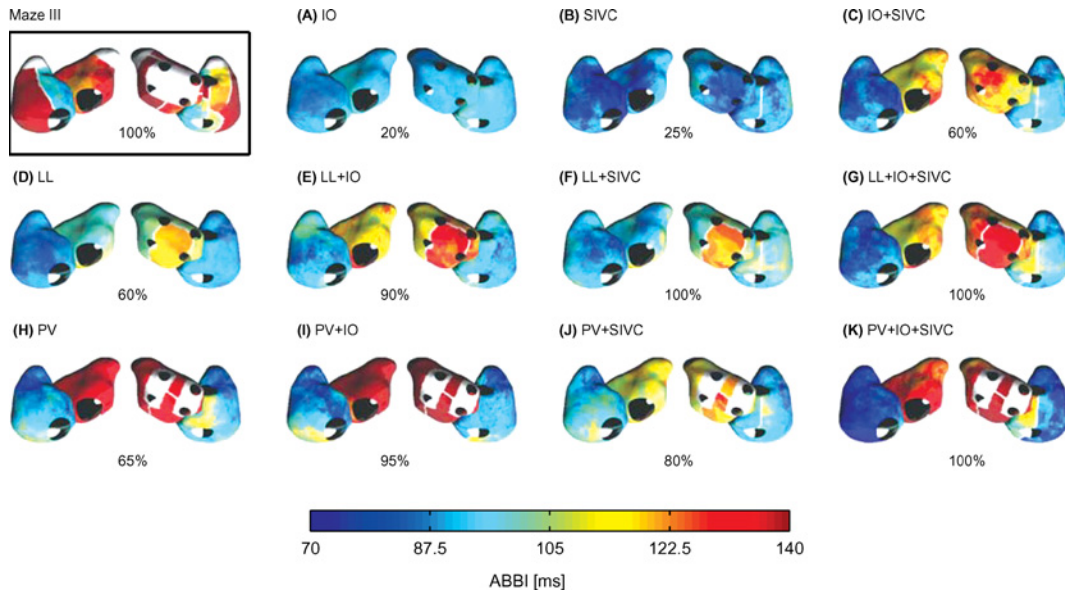 Maze III (A) IO (B) SIVC (C) IO+SIVC
100% 20% 25% 60%
(D) LL (E) LL+IO (F) LL+SIVC (G) LL+IO+SIVC
60% 90% 100% 100%
(H) PV (I) PV+IO (J) PV+SIVC (K) PV+IO+SIVC
65% 95% 80% 100%
70 87.5 105 122.5 140
ABBI [ms]